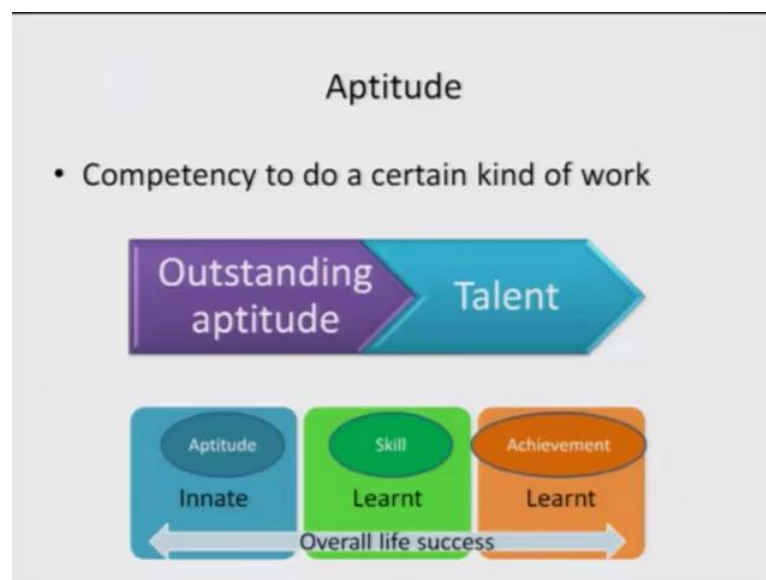 Aptitude
• Competency to do a certain kind of work
Outstanding
aptitude
Talent
Aptitude
Innate
Skill
Learnt
Achievement
Learnt
Overall life success